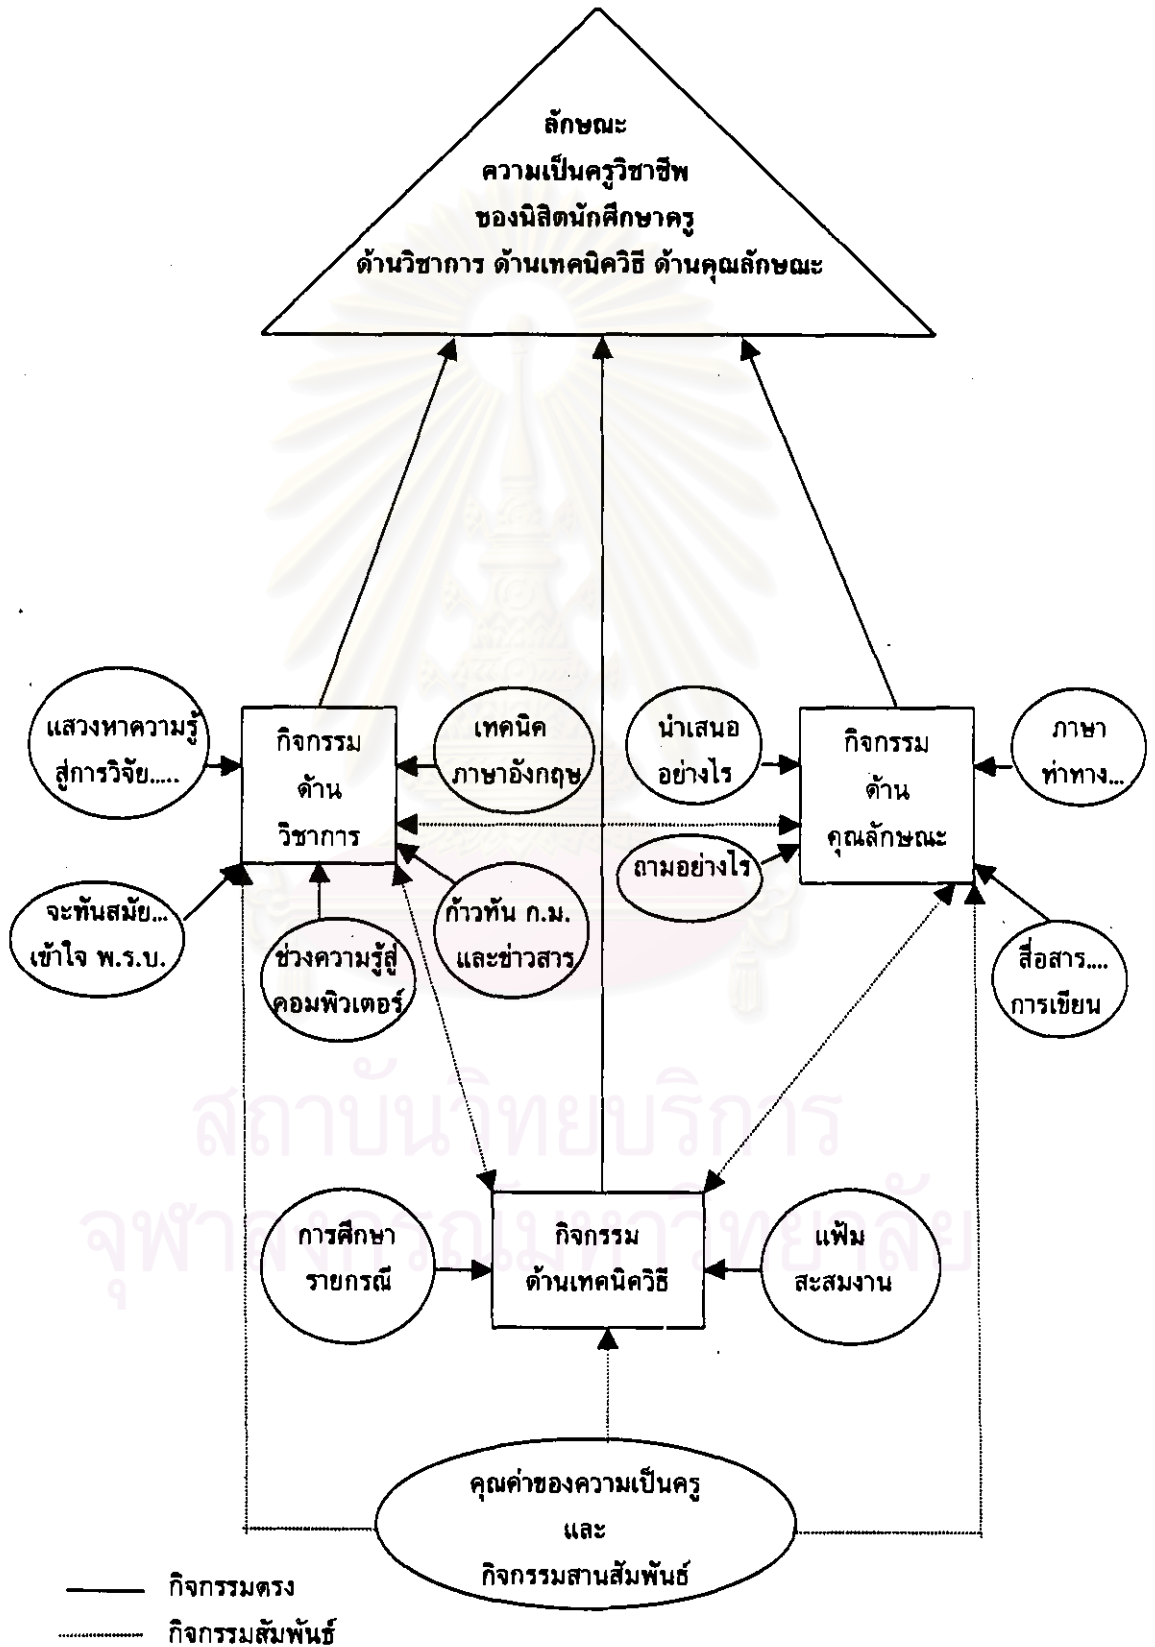 ลักษณะ
ความเป็นครูวิชาชีพ
ของนิสิตนักศึกษาครู
ด้านวิชาการ ด้านเทคนิควิธี ด้านคุณลักษณะ
แสวงหาความรู้
สู่การวิจัย.....
กิจกรรม
ด้าน
วิชาการ
เทคนิค
ภาษาอังกฤษ
นำเสนอ
อย่างไร
กิจกรรม
ด้าน
คุณลักษณะ
ภาษา
ท่าทาง...
ถามอย่างไร
จะทันสมัย...
เข้าใจ พ.ร.บ.
ช่วงความรู้สู่
คอมพิวเตอร์
ก้าวทัน ก.ม.
และข่าวสาร
สื่อสาร....
การเขียน
สถาบันวิทยบริการ
จุฬาลงกรณ์มหาวิทยาลัย
การศึกษา
รายกรณี
กิจกรรม
ด้านเทคนิควิธี
แฟ้ม
สะสมงาน
คุณค่าของความเป็นครู
และ
กิจกรรมสานสัมพันธ์
กิจกรรมตรง
กิจกรรมสัมพันธ์